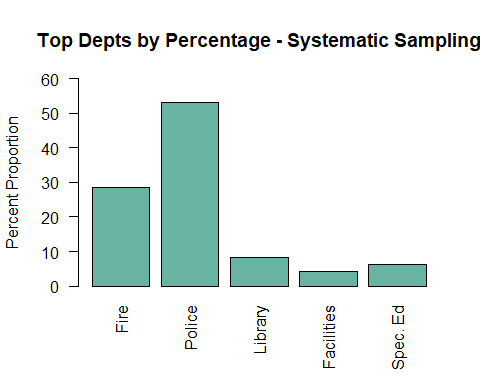 Top Depts by Percentage - Systematic Sampling
Percent Proportion
60
50
40
30
20
10
0
Fire
Police
Library
Facilities
Spec. Ed